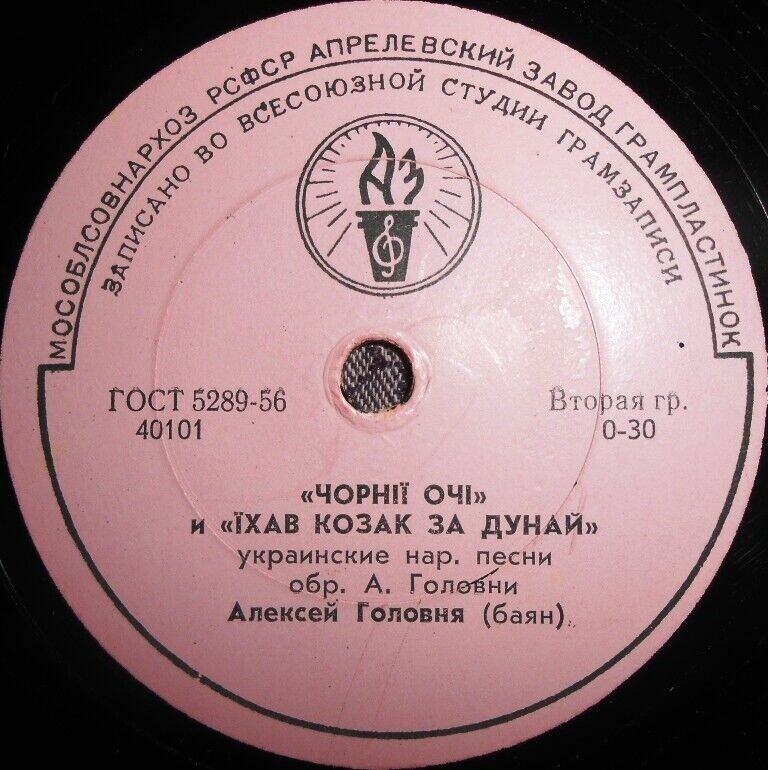 МОСОБЛСОВНАРХОЗ РСФСР АПРЕЛЕВСКИЙ ЗАВОД ГРАМПЛАСТИНОК
ЗАПИСАНО ВО ВСЕСОЮЗНОЙ СТУДИИ ГРАМЗАПИСИ
АЗ
ГОСТ 5289-56
40101
Вторая гр.
0-30
«ЧОРНІЇ ОЧІ»
и «ЇХАВ КОЗАК ЗА ДУНАЙ»
украинские нар. песни
обр. А. Головни
Алексей Головня (баян)